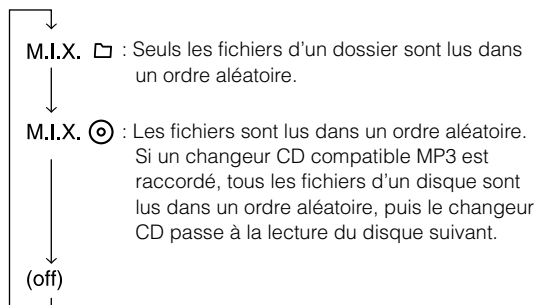 M.I.X. : Seuls les fichiers d'un dossier sont lus dans
un ordre aléatoire.
M.I.X. : Les fichiers sont lus dans un ordre aléatoire.
Si un changeur CD compatible MP3 est
raccordé, tous les fichiers d'un disque sont
lus dans un ordre aléatoire, puis le changeur
CD passe à la lecture du disque suivant.
(off)